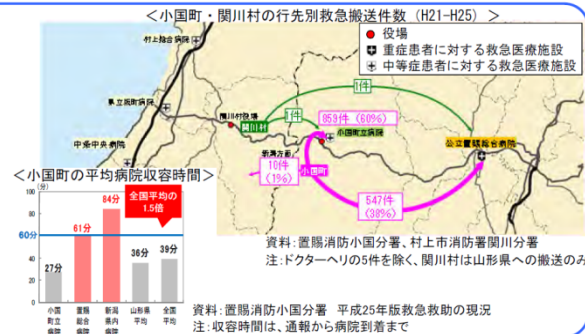 ＜小国町・関川村の行先別救急搬送件数（H21-H25）＞
役場
重症患者に対する救急医療施設
中等症患者に対する救急医療施設
村上総合病院
県立坂町病院
中条中央病院
関川村役場
関川村
1件
1件
859件（60%）
小国町立病院
公立置賜総合病院
新潟方面
10件
（1%）
小国町
547件
（38%）
＜小国町の平均病院収容時間＞
（分）
全国平均の
1.5倍
100
80
60分
40
20
0
27分
61分
84分
36分
39分
小国
町立
病院
置賜
総合
病院
新潟
県内
病院
山形県
平均
全国
平均
資料：置賜消防小国分署、村上市消防署関川分署
注：ドクターヘリの5件を除く、関川村は山形県への搬送のみ
資料：置賜消防小国分署　平成25年版救急救助の現況
注：収容時間は、通報から病院到着まで